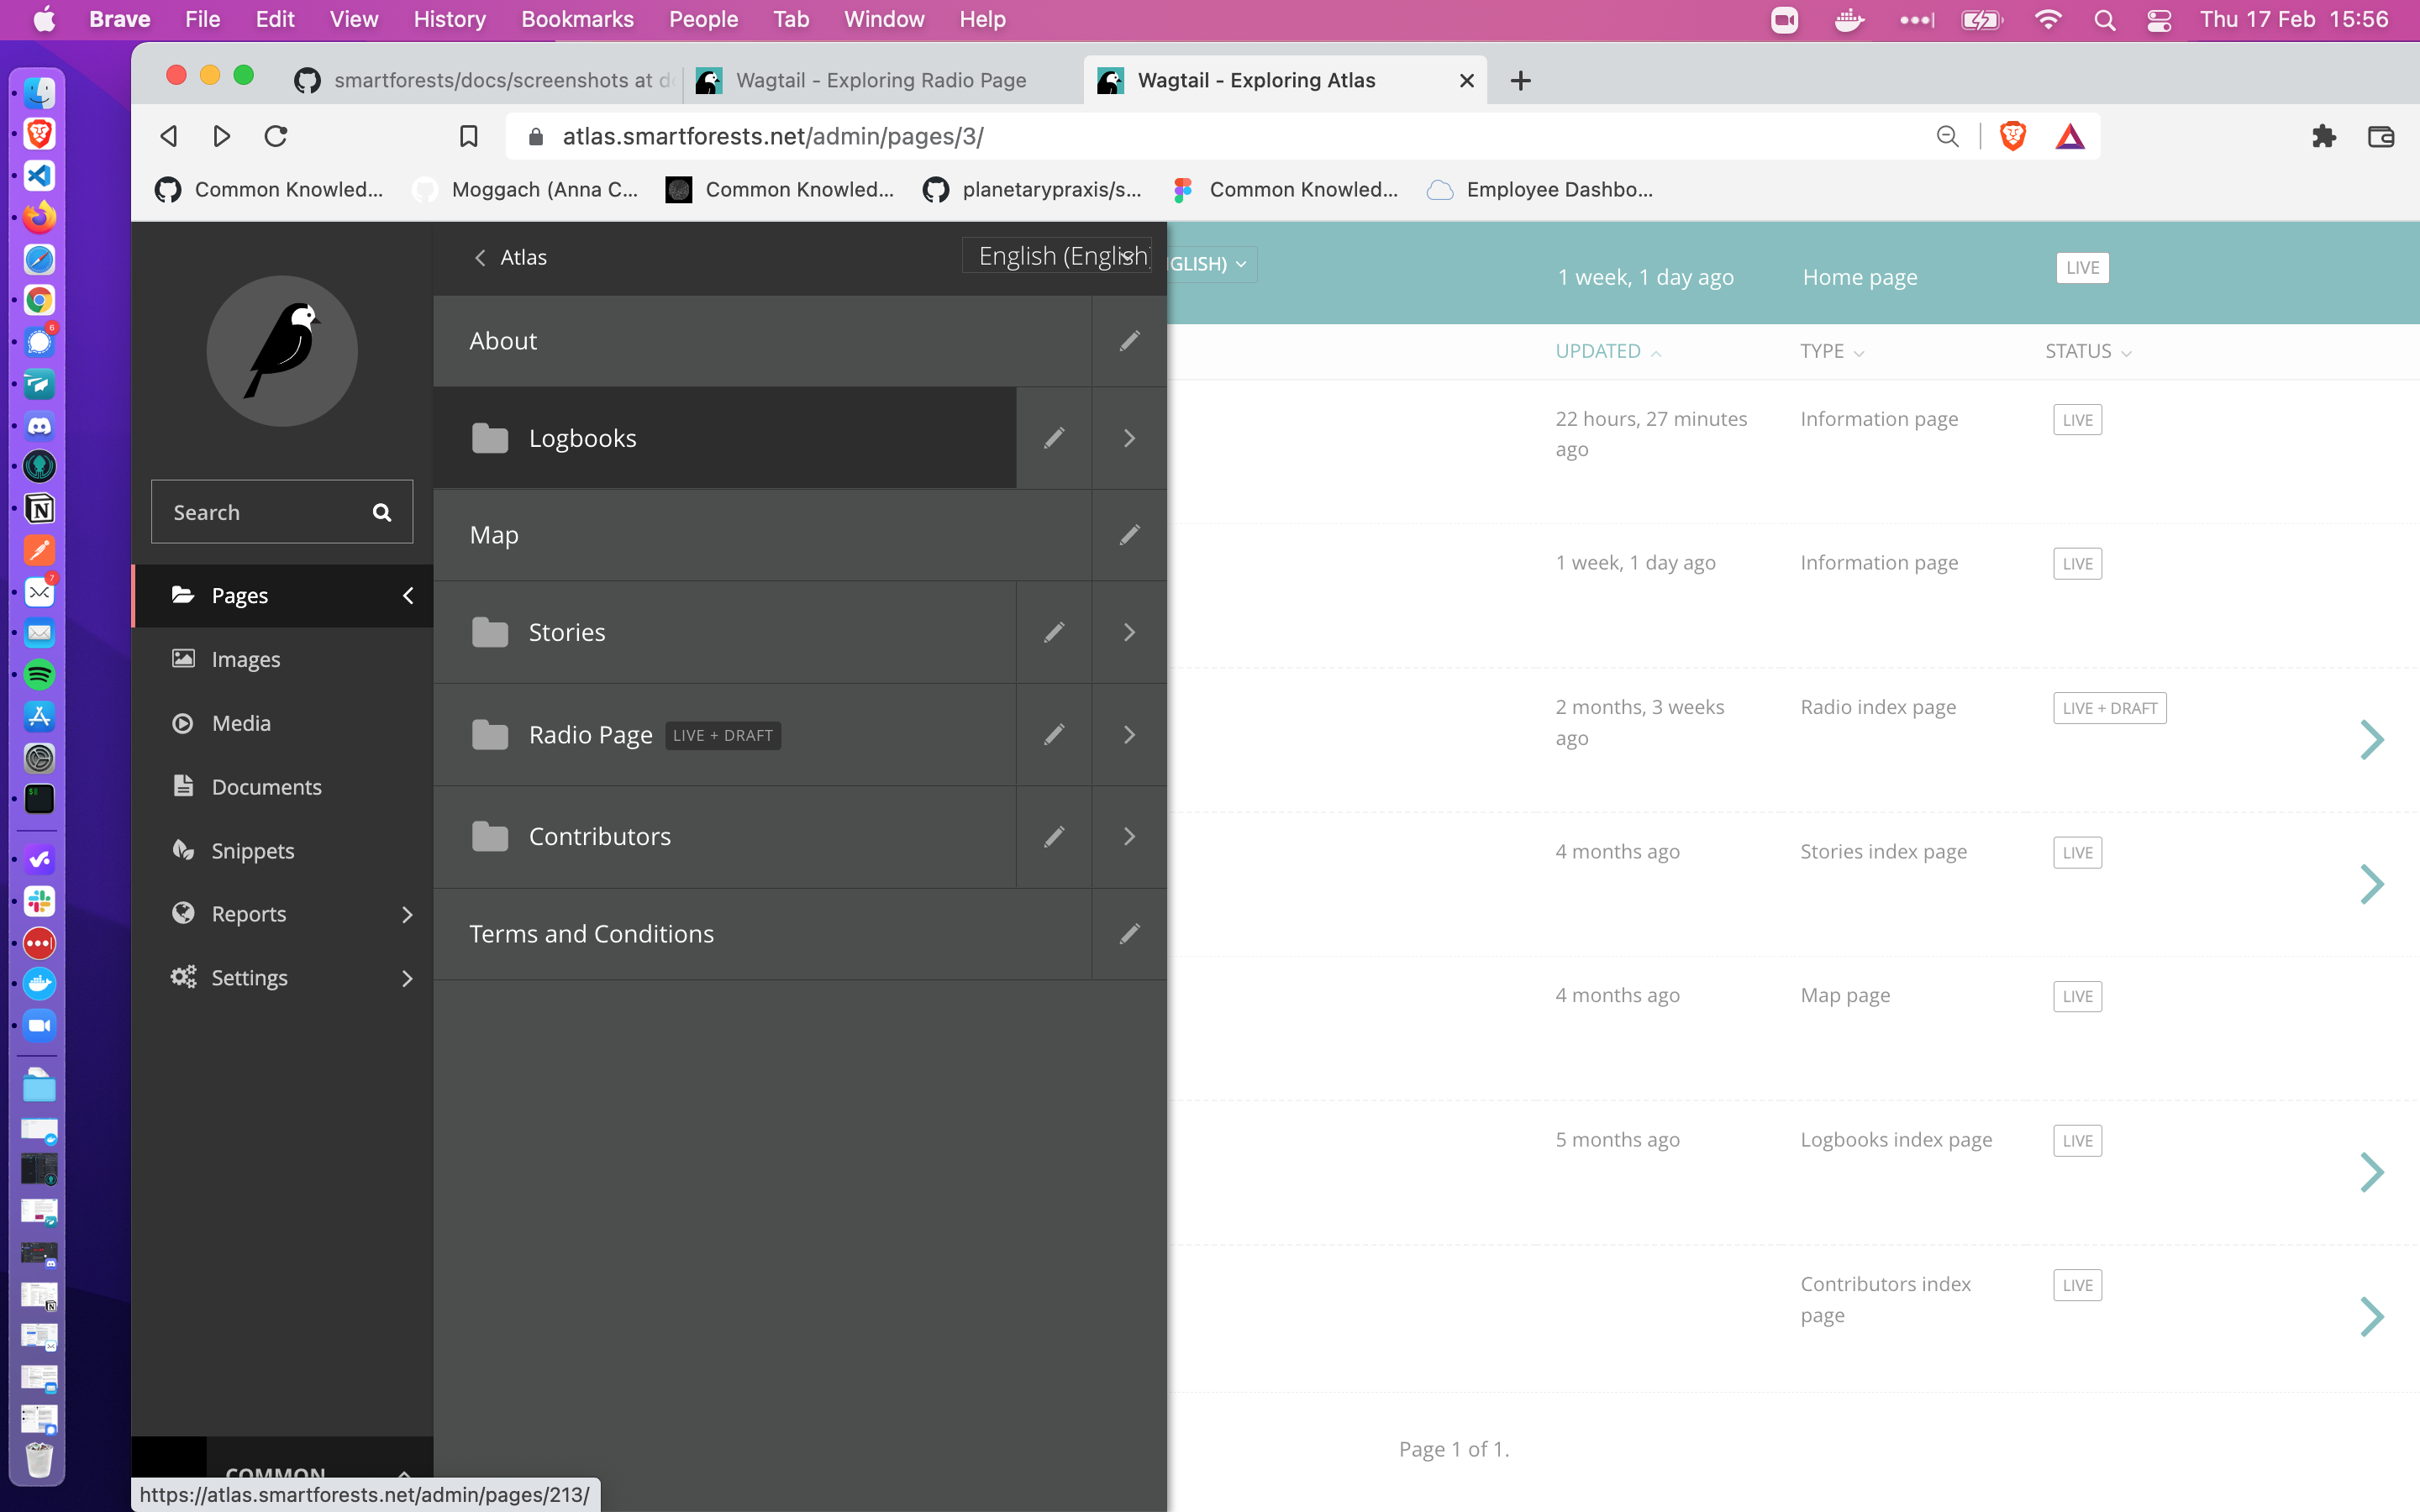 Brave File Edit View History Bookmarks People Tab Window Help Thu 17 Feb 15:56
smartforests/docs/screenshots at d
Wagtail - Exploring Radio Page
Wagtail - Exploring Atlas
atlas.smartforests.net/admin/pages/3/
Common Knowled...
Moggach (Anna C...
Common Knowled...
planetarypraxis/s...
Common Knowled...
Employee Dashbo...
Search
Pages
Images
Media
Documents
Snippets
Reports
Settings
COMMON
https://atlas.smartforests.net/admin/pages/213/
Atlas
English (English)
About
Logbooks
Map
Stories
Radio Page LIVE + DRAFT
Contributors
Terms and Conditions
GLISH)
1 week, 1 day ago Home page LIVE
UPDATED TYPE STATUS
22 hours, 27 minutes
ago
Information page LIVE
1 week, 1 day ago Information page LIVE
2 months, 3 weeks
ago
Radio index page LIVE + DRAFT
4 months ago Stories index page LIVE
4 months ago Map page LIVE
5 months ago Logbooks index page LIVE
Contributors index
page
LIVE
Page 1 of 1.
6
7